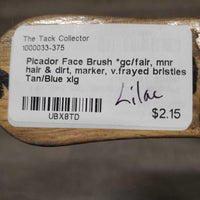 The Tack Collector
1000033-375
Picador Face Brush *gc/fair, mnr
hair & dirt, marker, v.frayed bristles
Tan/Blue xlg
Lilac
$2.15
UBX8TD